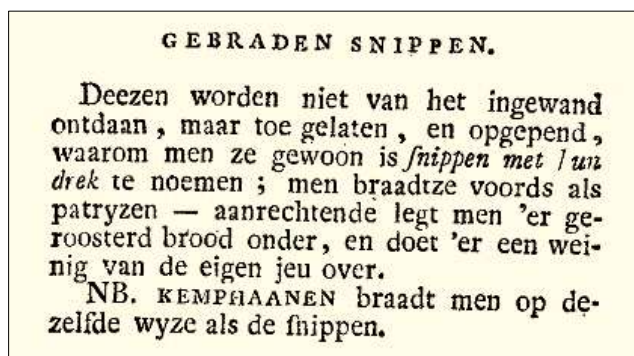 GEBRADEN SNIPPEN.
Deezen worden niet van het ingewand
ontdaan, maar toe gelaten, en opgepend,
waarom men ze gewoon is ſnippen met hun
drek te noemen; men braadtze voords als
patryzen — aanrechtende legt men 'er ge-
roosterd brood onder, en doet 'er een wei-
nig van de eigen jeu over.
NB. KEMPHAANEN braadt men op de-
zelfde wyze als de ſnippen.